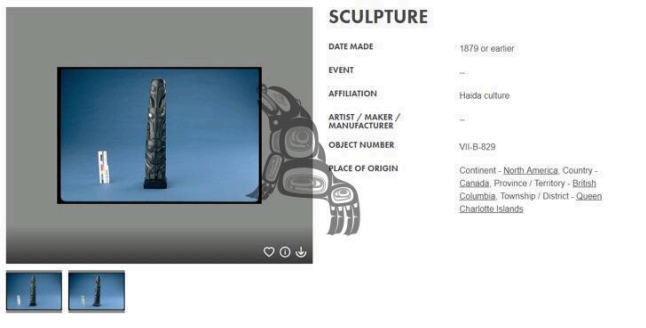 SCULPTURE
DATE MADE 1879 or earlier
EVENT --
AFFILIATION Haida culture
ARTIST / MAKER / --
MANUFACTURER
OBJECT NUMBER VII-B-829
PLACE OF ORIGIN Continent - North America, Country -
Canada, Province / Territory - British
Columbia, Township / District - Queen
Charlotte Islands